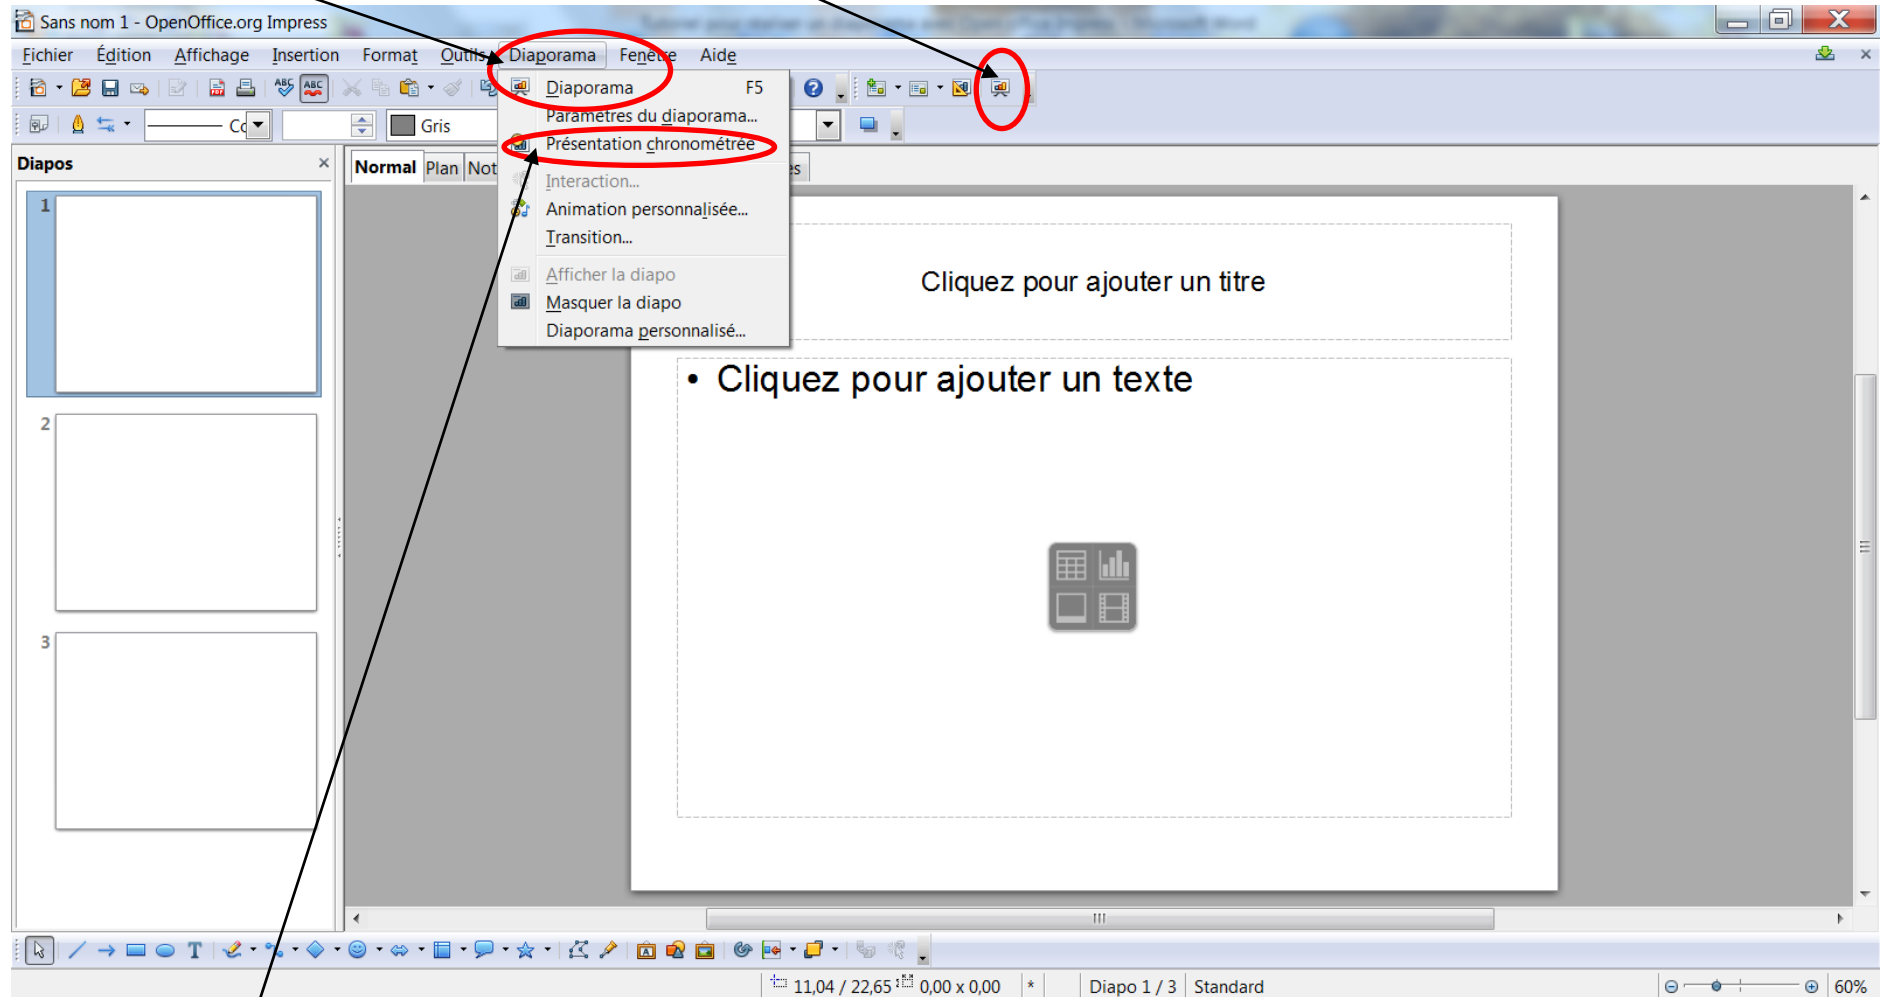 Sans nom 1 - OpenOffice.org Impress
Fichier Édition Affichage Insertion Format Outils Diaporama Fenêtre Aide
ABC ABC
Diaporama F5
Paramètres du diaporama...
Présentation chronométrée
Interaction...
Animation personnalisée...
Transition...
Afficher la diapo
Masquer la diapo
Diaporama personnalisé...
Gris
Diapos
Normal Plan
1
2
3
Cliquez pour ajouter un titre
• Cliquez pour ajouter un texte
11,04 / 22,65 0,00 x 0,00 * Diapo 1 / 3 Standard 60%